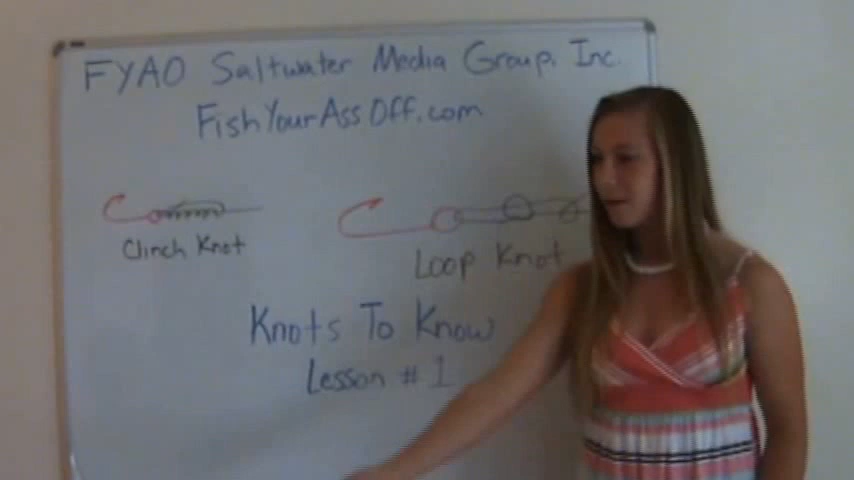 FYAO Saltwater Media Group, Inc.
FishYourAssOff.com
Clinch Knot
Loop Knot
Knots To Know
Lesson # 1